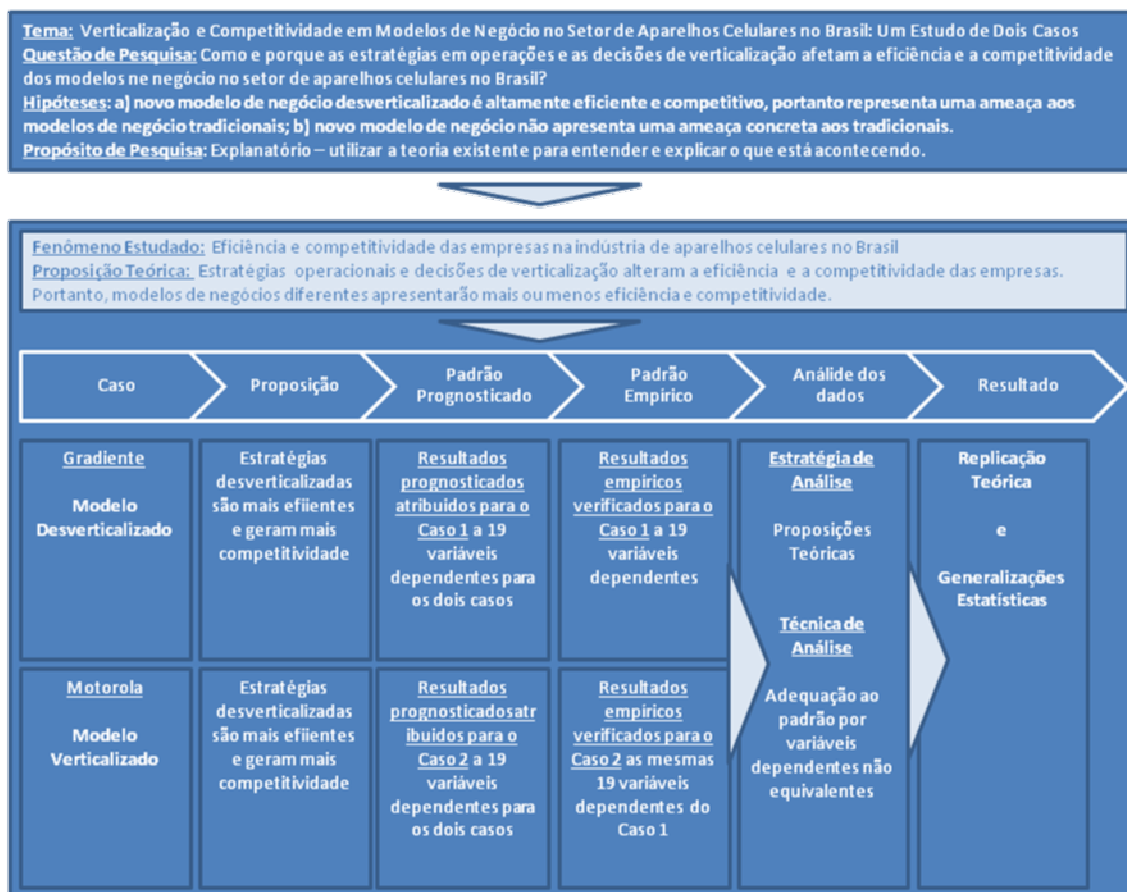 Tema: Verticalização e Competitividade em Modelos de Negócio no Setor de Aparelhos Celulares no Brasil: Um Estudo de Dois Casos
Questão de Pesquisa: Como e porque as estratégias em operações e as decisões de verticalização afetam a eficiência e a competitividade
dos modelos ne negócio no setor de aparelhos celulares no Brasil?
Hipóteses: a) novo modelo de negócio desverticalizado é altamente eficiente e competitivo, portanto representa uma ameaça aos
modelos de negócio tradicionais; b) novo modelo de negócio não apresenta uma ameaça concreta aos tradicionais.
Propósito de Pesquisa: Explanatório – utilizar a teoria existente para entender e explicar o que está acontecendo.
Fenômeno Estudado: Eficiência e competitividade das empresas na indústria de aparelhos celulares no Brasil
Proposição Teórica: Estratégias operacionais e decisões de verticalização alteram a eficiência e a competitividade das empresas.
Portanto, modelos de negócios diferentes apresentarão mais ou menos eficiência e competitividade.
Caso
Proposição
Padrão
Prognosticado
Padrão
Empírico
Análide dos
dados
Resultado
Gradiente
Modelo
Desverticalizado
Estratégias
desverticalizadas
são mais efiientes
e geram mais
competitividade
Resultados
prognosticados
atribuidos para o
Caso 1 a 19
variáveis
dependentes para
os dois casos
Resultados
empiricos
verificados para o
Caso 1 a 19
variáveis
dependentes
Estratégia de
Análise
Proposições
Teóricas
Técnica de
Análise
Adequação ao
padrão por
variáveis
dependentes não
equivalentes
Replicação
Teórica
e
Generalizações
Estatísticas
Motorola
Modelo
Verticalizado
Estratégias
desverticalizadas
são mais efiientes
e geram mais
competitividade
Resultados
prognosticadosatr
ibuidos para o
Caso 2 a 19
variáveis
dependentes para
os dois casos
Resultados
empíricos
verificados para o
Caso 2 as mesmas
19 variáveis
dependentes do
Caso 1